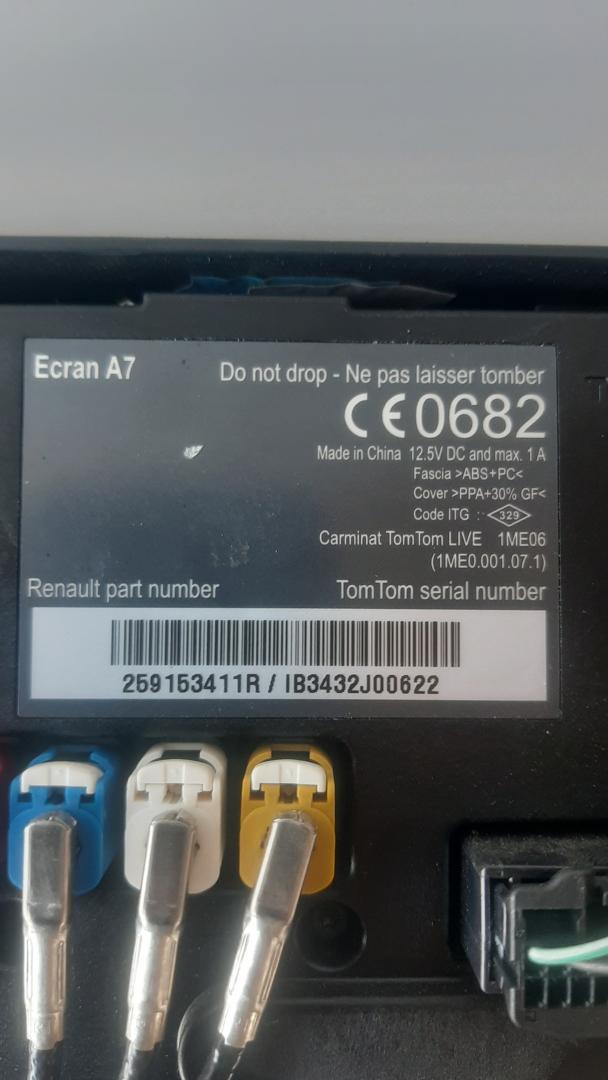 Ecran A7
Do not drop - Ne pas laisser tomber
CE 0682
Made in China 12.5V DC and max. 1 A
Fascia >ABS+PC<
Cover >PPA+30% GF<
Code ITG : 329
Carminat TomTom LIVE 1ME06
(1ME0.001.07.1)
Renault part number
TomTom serial number
259153411R / IB3432J00622